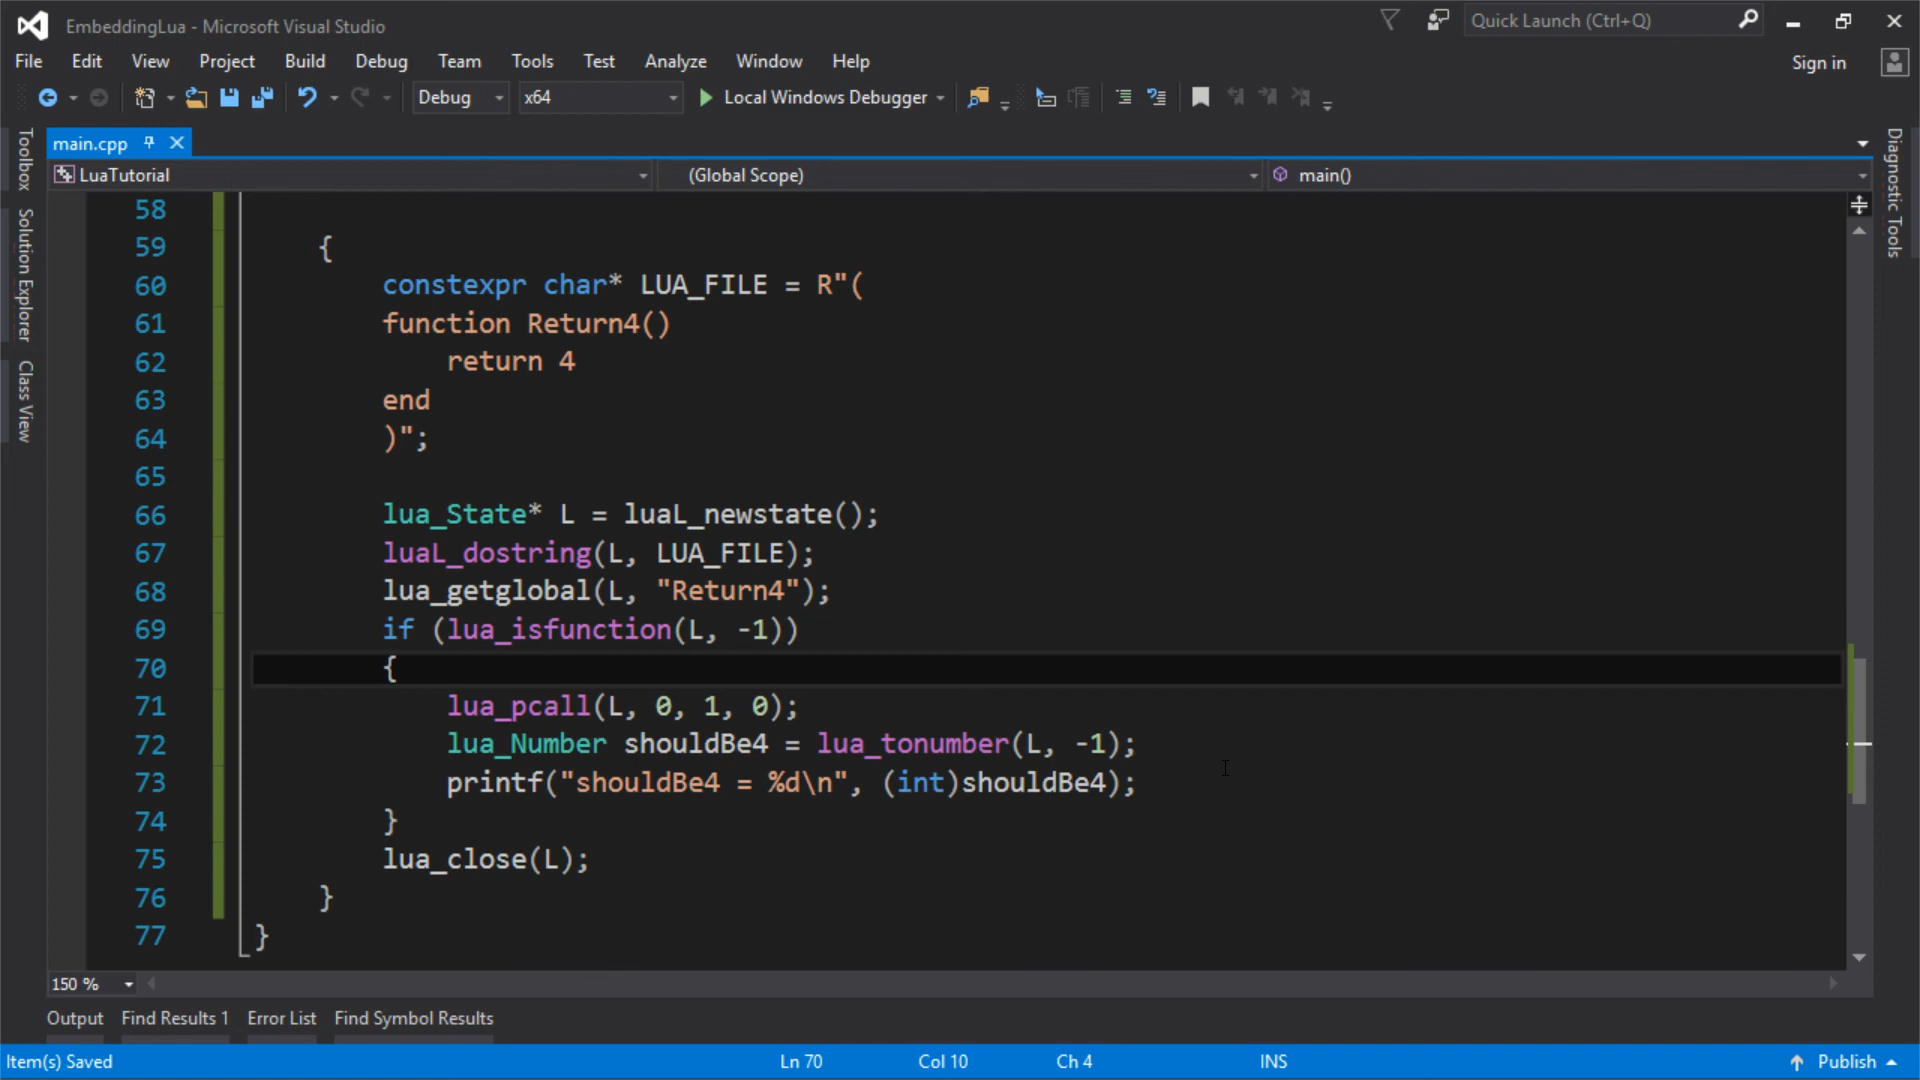 EmbeddingLua - Microsoft Visual Studio
Quick Launch (Ctrl+Q)
File Edit View Project Build Debug Team Tools Test Analyze Window Help
Sign in
Debug x64 Local Windows Debugger
main.cpp
LuaTutorial (Global Scope) main()
Toolbox
Solution Explorer
Class View
Diagnostic Tools
58
59 {
60 constexpr char* LUA_FILE = R"(
61 function Return4()
62 return 4
63 end
64 )";
65
66 lua_State* L = luaL_newstate();
67 luaL_dostring(L, LUA_FILE);
68 lua_getglobal(L, "Return4");
69 if (lua_isfunction(L, -1))
70 {
71 lua_pcall(L, 0, 1, 0);
72 lua_Number shouldBe4 = lua_tonumber(L, -1);
73 printf("shouldBe4 = %d\n", (int)shouldBe4);
74 }
75 lua_close(L);
76 }
77 }
150 %
Output Find Results 1 Error List Find Symbol Results
Item(s) Saved Ln 70 Col 10 Ch 4 INS Publish